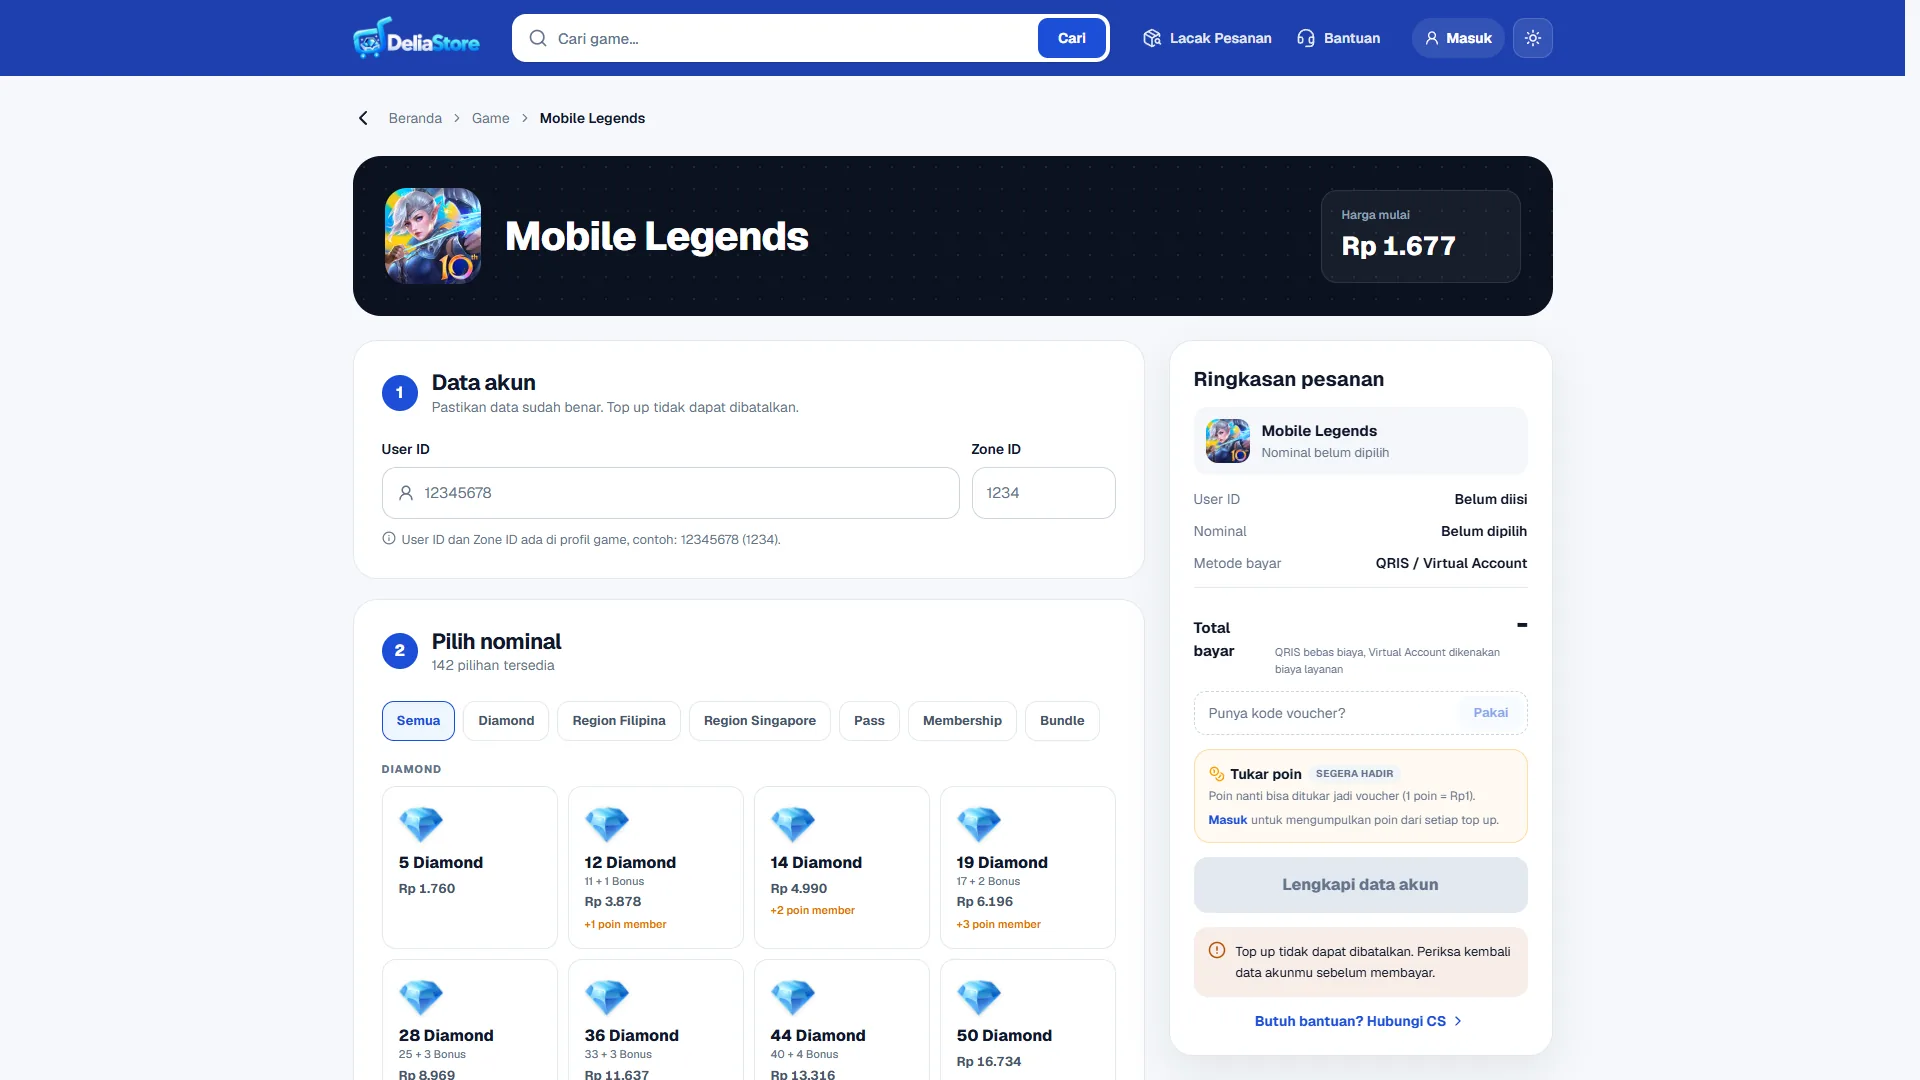 DeliaStore
Cari game...
Cari
Lacak Pesanan
Bantuan
Masuk
Beranda
Game
Mobile Legends
10th
Mobile Legends
Harga mulai
Rp 1.677
1
Data akun
Pastikan data sudah benar. Top up tidak dapat dibatalkan.
User ID
Zone ID
12345678
1234
User ID dan Zone ID ada di profil game, contoh: 12345678 (1234).
2
Pilih nominal
142 pilihan tersedia
Semua
Diamond
Region Filipina
Region Singapore
Pass
Membership
Bundle
DIAMOND
5 Diamond
Rp 1.760
12 Diamond
11 + 1 Bonus
Rp 3.878
+1 poin member
14 Diamond
Rp 4.990
+2 poin member
19 Diamond
17 + 2 Bonus
Rp 6.196
+3 poin member
28 Diamond
25 + 3 Bonus
Rp 8.969
36 Diamond
33 + 3 Bonus
Rp 11.637
44 Diamond
40 + 4 Bonus
Rp 13.316
50 Diamond
Rp 16.734
Ringkasan pesanan
10
Mobile Legends
Nominal belum dipilih
User ID
Belum diisi
Nominal
Belum dipilih
Metode bayar
QRIS / Virtual Account
Total bayar
-
QRIS bebas biaya, Virtual Account dikenakan
biaya layanan
Punya kode voucher?
Pakai
Tukar poin
SEGERA HADIR
Poin nanti bisa ditukar jadi voucher (1 poin = Rp1).
Masuk untuk mengumpulkan poin dari setiap top up.
Lengkapi data akun
Top up tidak dapat dibatalkan. Periksa kembali
data akunmu sebelum membayar.
Butuh bantuan? Hubungi CS